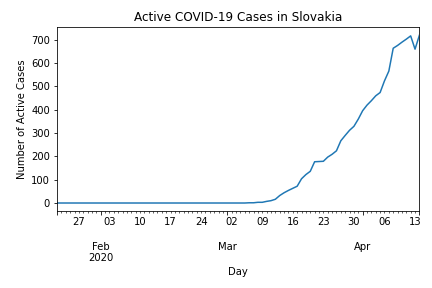 Active COVID-19 Cases in Slovakia
Number of Active Cases
700
600
500
400
300
200
100
0
27 03 10 17 24 02 09 16 23 30 06 13
Feb Mar Apr
2020
Day